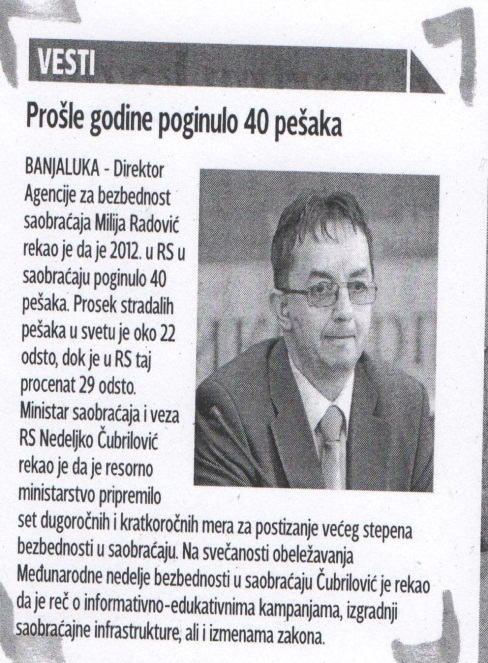 VESTI
Prošle godine poginulo 40 pešaka
BANJALUKA - Direktor
Agencije za bezbednost
saobraćaja Milija Radović
rekao je da je 2012. u RS u
saobraćaju poginulo 40
pešaka. Prosek stradalih
pešaka u svetu je oko 22
odsto, dok je u RS taj
procenat 29 odsto.
Ministar saobraćaja i veza
RS Nedeljko Čubrilović
rekao je da je resorno
ministarstvo pripremilo
set dugoročnih i kratkoročnih mera za postizanje većeg stepena
bezbednosti u saobraćaju. Na svečanosti obeležavanja
Međunarodne nedelje bezbednosti u saobraćaju Čubrilović je rekao
da je reč o informativno-edukativnima kampanjama, izgradnji
saobraćajne infrastrukture, ali i izmenama zakona.